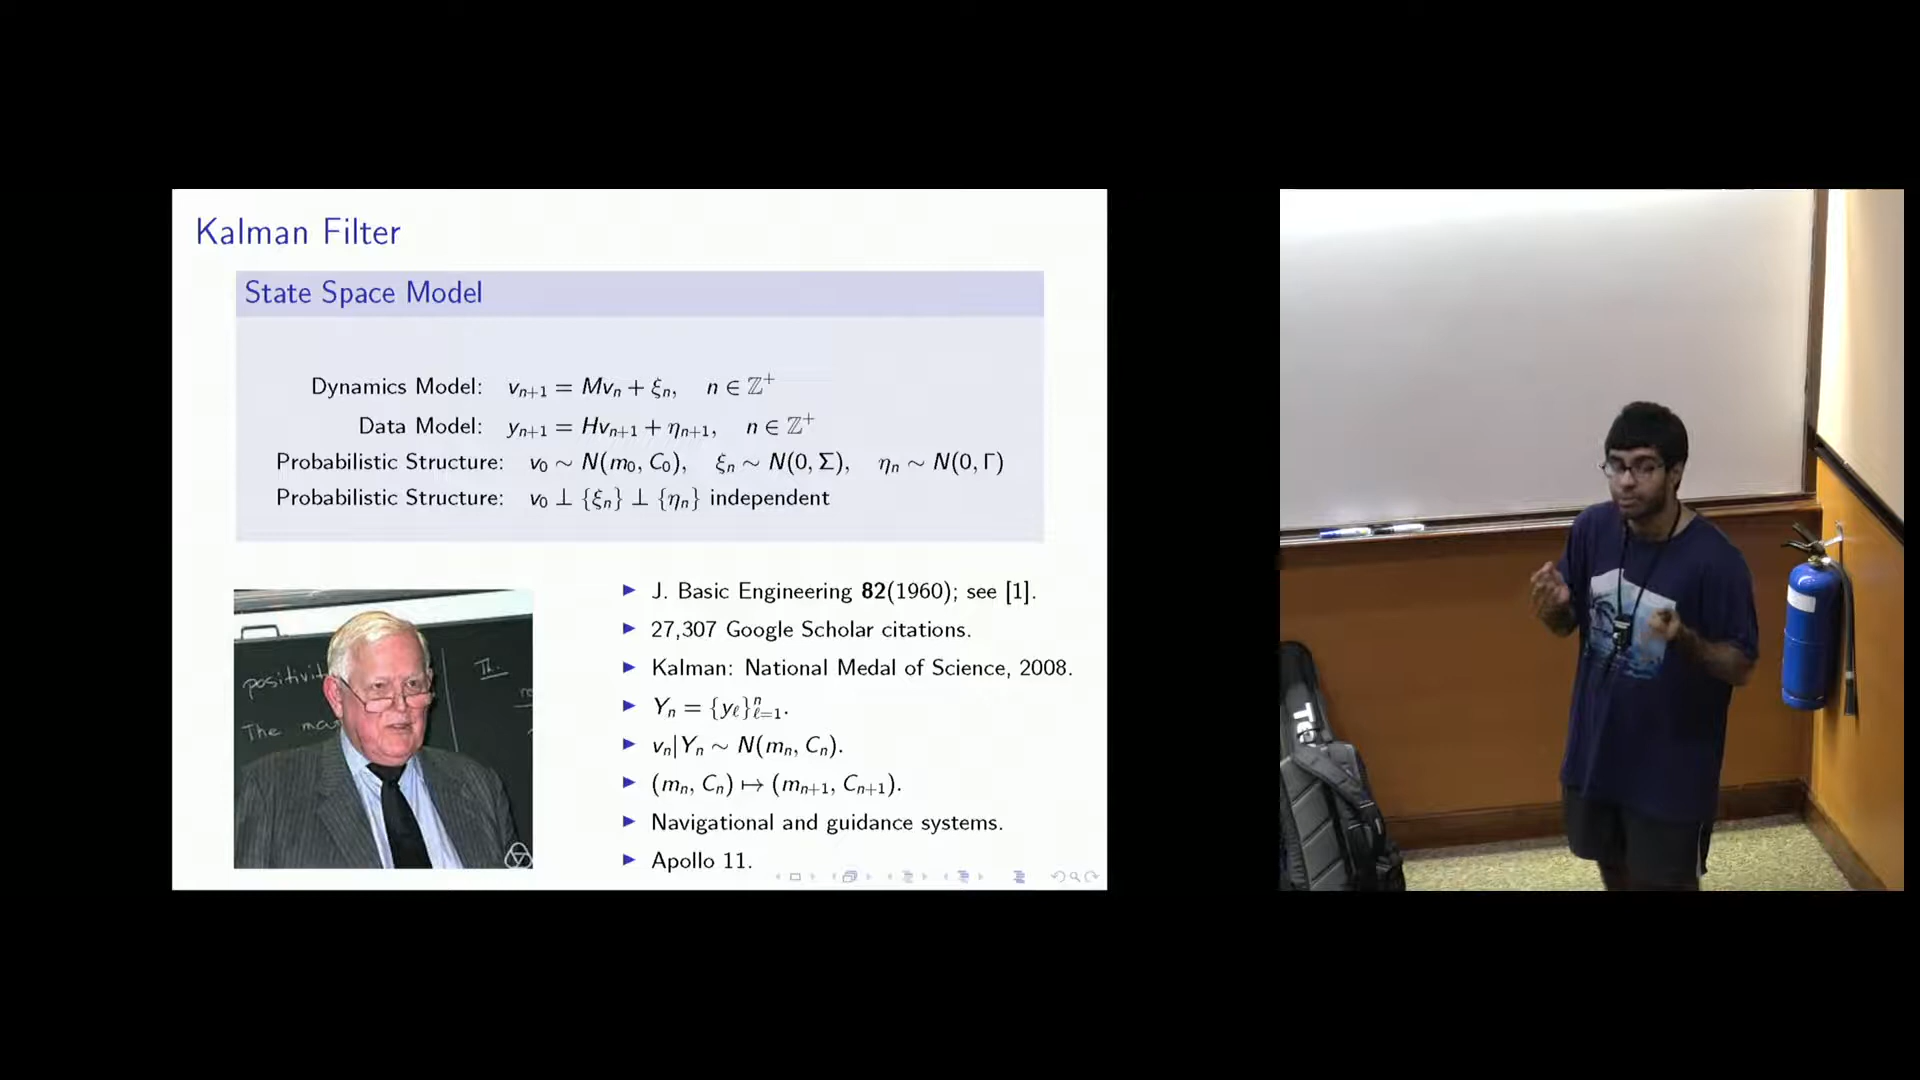 Kalman Filter
State Space Model
Dynamics Model: vₙ₊₁ = Mvₙ + ξₙ, n ∈ ℤ⁺
Data Model: yₙ₊₁ = Hvₙ₊₁ + ηₙ₊₁, n ∈ ℤ⁺
Probabilistic Structure: v₀ ∼ N(m₀, C₀), ξₙ ∼ N(0, Σ), ηₙ ∼ N(0, Γ)
Probabilistic Structure: v₀ ⊥ {ξₙ} ⊥ {ηₙ} independent
positivit
The
Th.
▶ J. Basic Engineering 82(1960); see [1].
▶ 27,307 Google Scholar citations.
▶ Kalman: National Medal of Science, 2008.
▶ Yₙ = {y_ℓ}ⁿ_ℓ₌₁.
▶ vₙ|Yₙ ∼ N(mₙ, Cₙ).
▶ (mₙ, Cₙ) ↦ (mₙ₊₁, Cₙ₊₁).
▶ Navigational and guidance systems.
▶ Apollo 11.